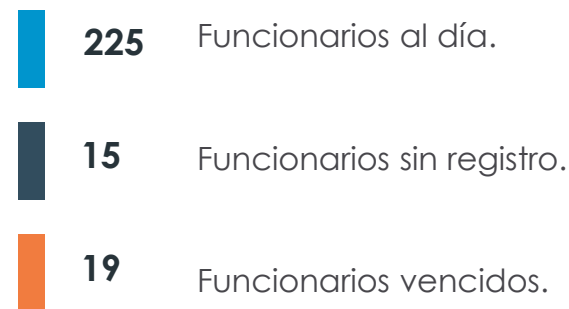 225 Funcionarios al día.
15 Funcionarios sin registro.
19 Funcionarios vencidos.